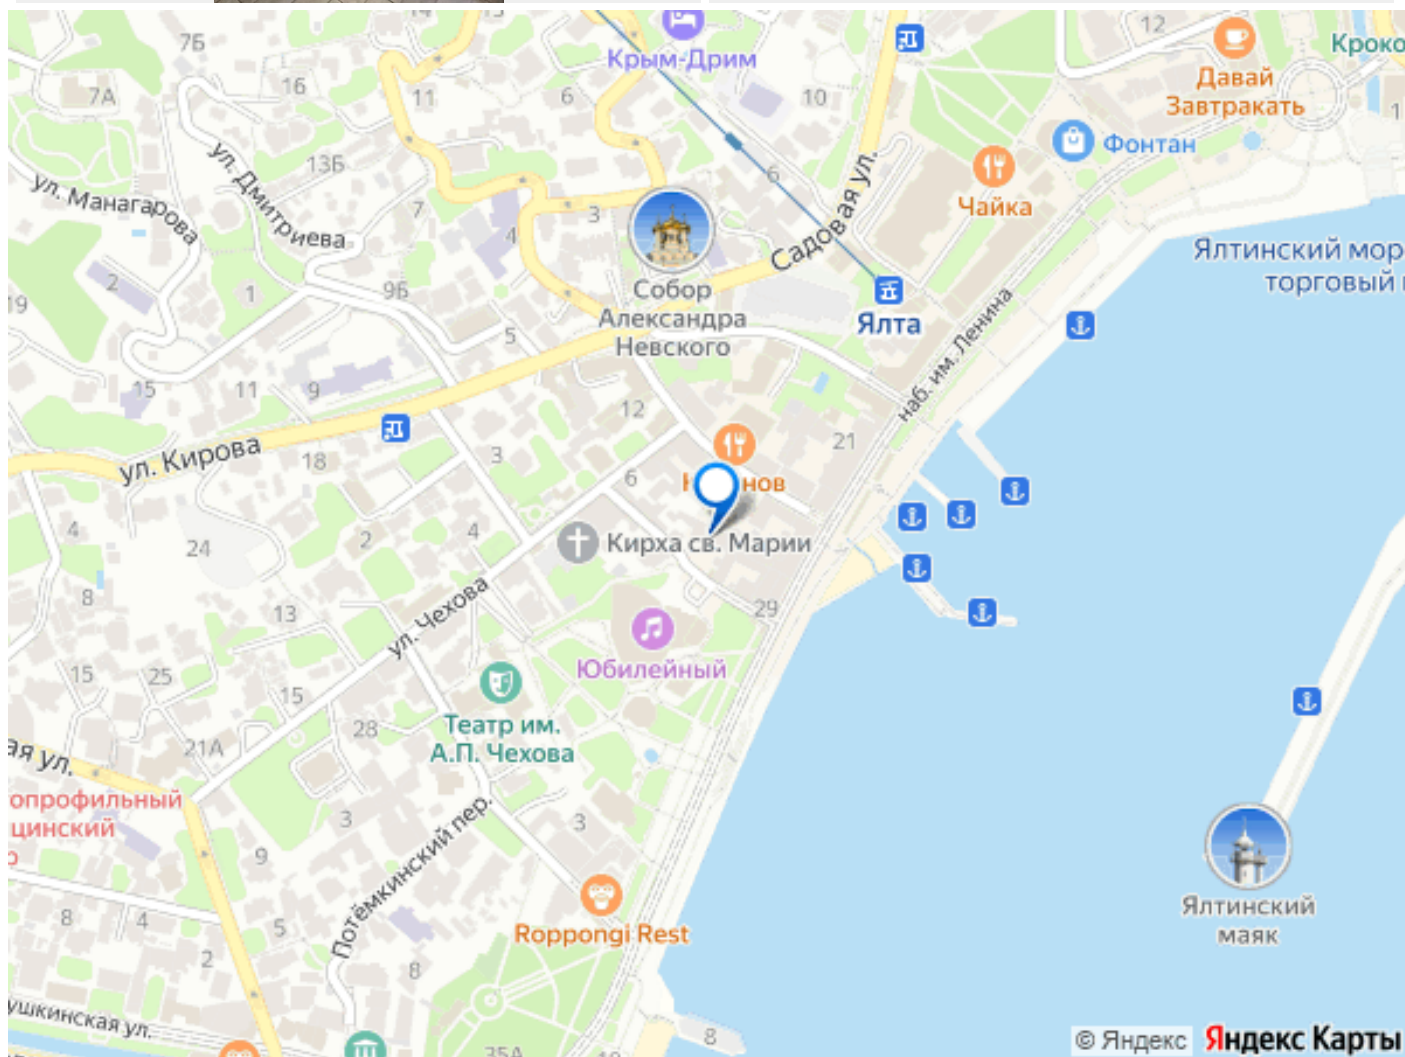 14
12
Кроко
7Б
Крым-Дрим
Давай
Завтракать
16
7А
11
6
10
1
Фонтан
ул. Дмитриева
13Б
6
Садовая ул.
ул. Манагарова
7
3
Чайка
4
Ялтинский мор
торговый
2
9Б
1
19
Собор
Александра
Невского
5
Ялта
наб. им. Ленина
15
11
9
12
21
ул. Кирова
18
3
6
нов
24
2
4
Кирха св. Марии
8
13
ул. Чехова
29
Юбилейный
15
25
15
Театр им.
А.П. Чехова
28
21А
ая ул.
опрофильный
цинский
3
3
9
Потёмкинский пер.
8
4
5
Roppongi Rest
Ялтинский
маяк
2
8
ушкинская ул.
35А
8
© Яндекс Яндекс Карты